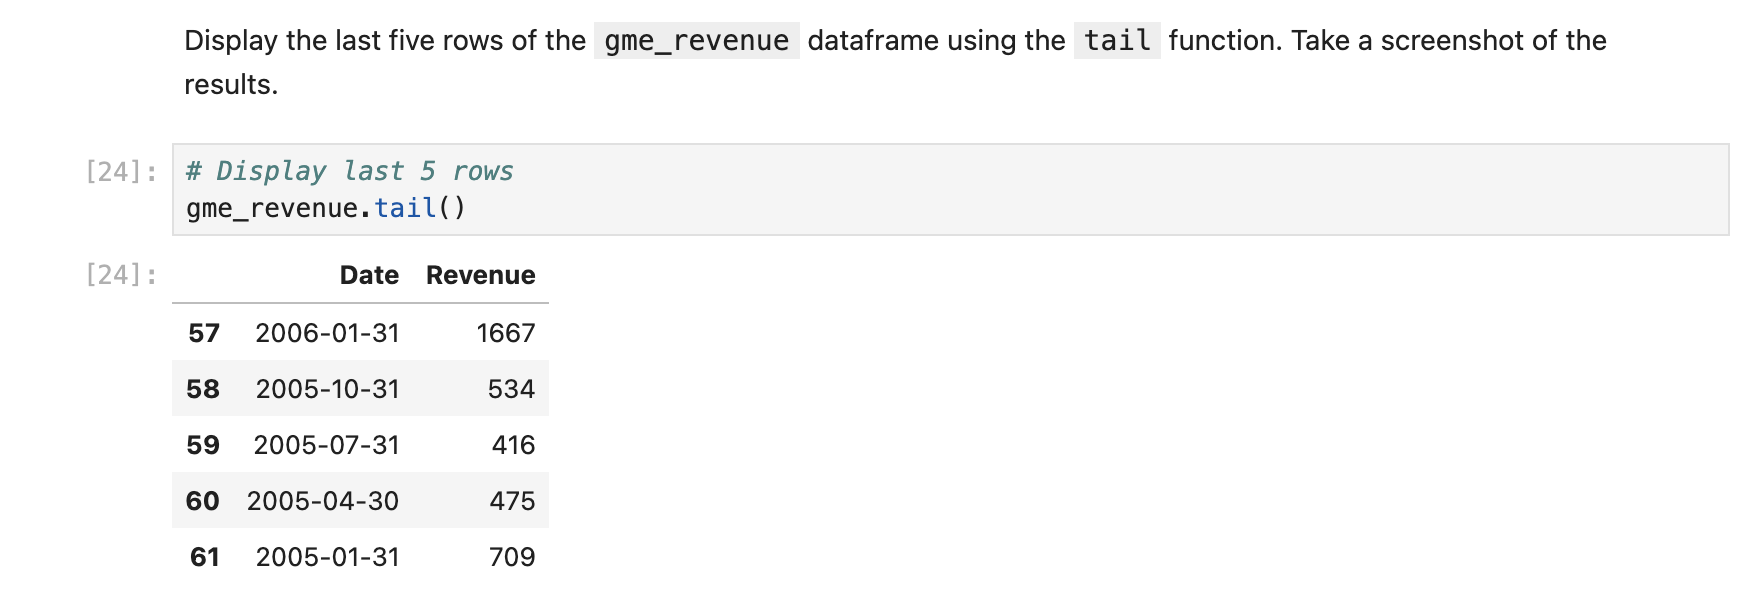 Display the last five rows of the gme_revenue dataframe using the tail function. Take a screenshot of the
results.
[24]: # Display last 5 rows
gme_revenue.tail()
[24]: Date Revenue
57 2006-01-31 1667
58 2005-10-31 534
59 2005-07-31 416
60 2005-04-30 475
61 2005-01-31 709